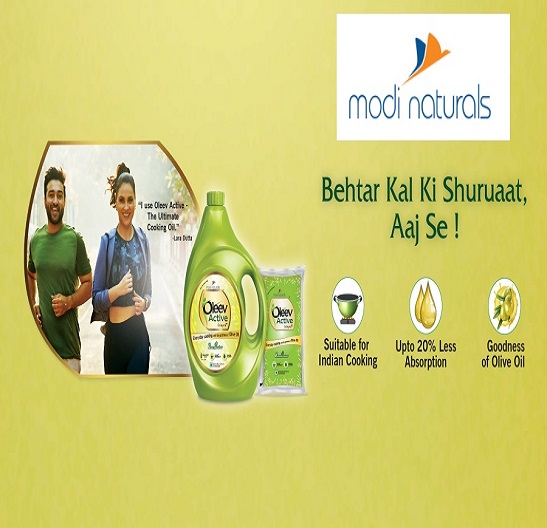 modi naturals
Behtar Kal Ki Shuruaat,
Aaj Se !
"I use Oleev Active -
The Ultimate
Cooking Oil."
-Lara Dutta
Oleev
Active
Oleev
Active
Suitable for
Indian Cooking
Upto 20% Less
Absorption
Goodness
of Olive Oil